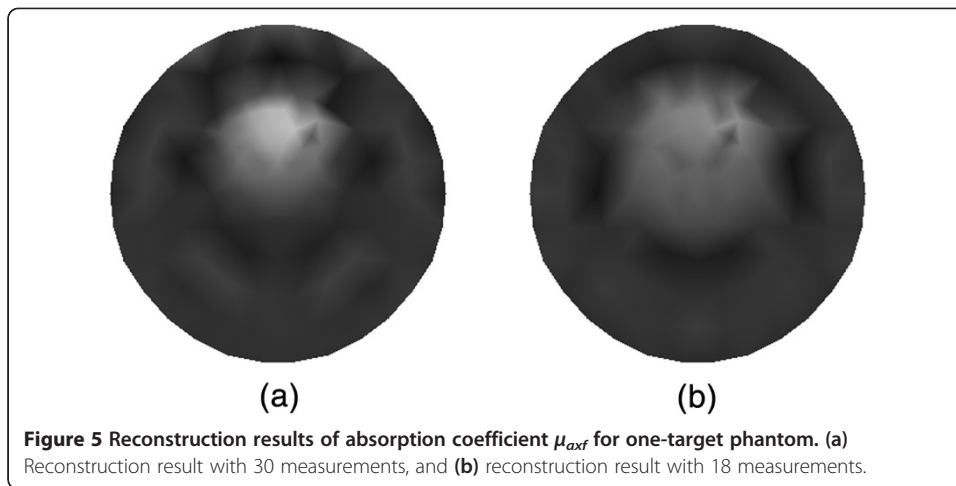 (a) (b)
Figure 5 Reconstruction results of absorption coefficient μaxf for one-target phantom. (a)
Reconstruction result with 30 measurements, and (b) reconstruction result with 18 measurements.